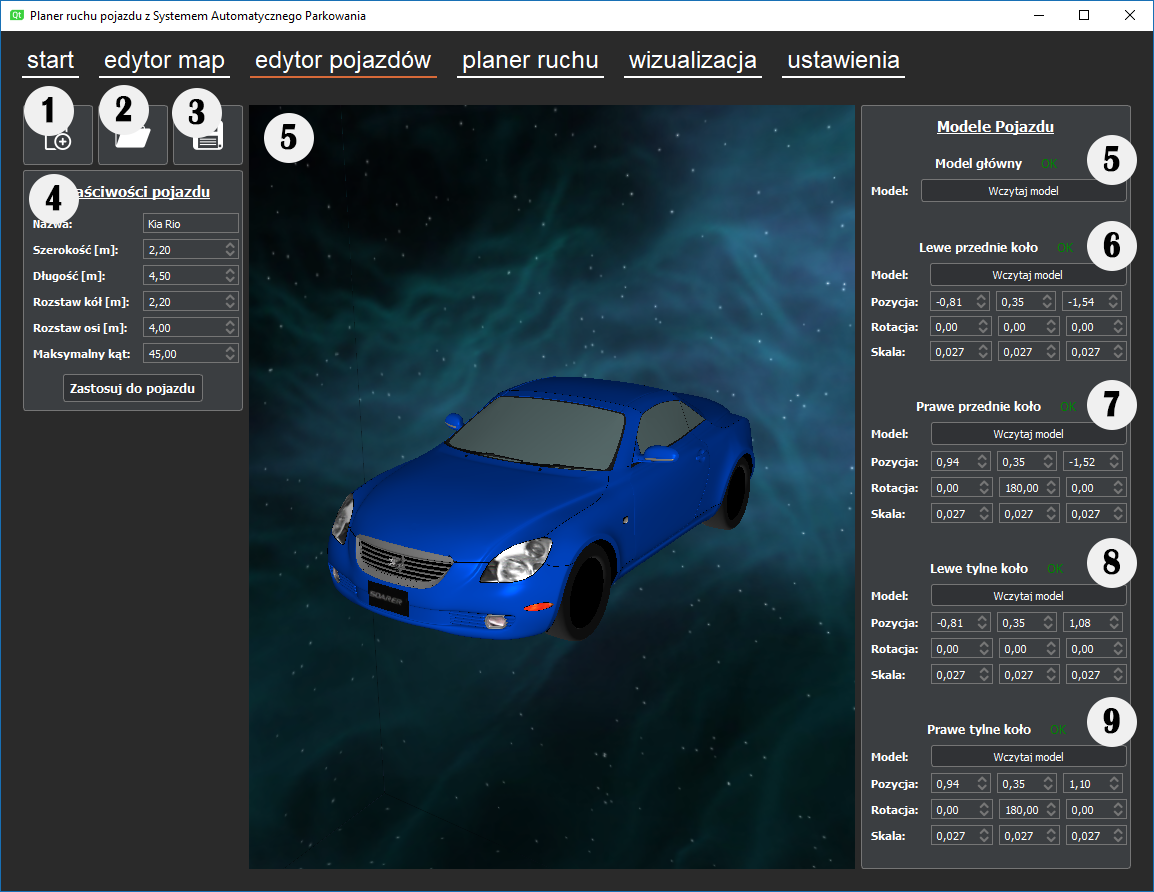 Qt Planer ruchu pojazdu z Systemem Automatycznego Parkowania
start edytor map edytor pojazdów planer ruchu wizualizacja ustawienia
1 2 3
4 aściwości pojazdu
Nazwa: Kia Rio
Szerokość [m]: 2,20
Długość [m]: 4,50
Rozstaw kół [m]: 2,20
Rozstaw osi [m]: 4,00
Maksymalny kąt: 45,00
Zastosuj do pojazdu
5
SOARER
Modele Pojazdu
Model główny OK 5
Model: Wczytaj model
Lewe przednie koło OK 6
Model: Wczytaj model
Pozycja: -0,81 0,35 -1,54
Rotacja: 0,00 0,00 0,00
Skala: 0,027 0,027 0,027
Prawe przednie koło OK 7
Model: Wczytaj model
Pozycja: 0,94 0,35 -1,52
Rotacja: 0,00 180,00 0,00
Skala: 0,027 0,027 0,027
Lewe tylne koło OK 8
Model: Wczytaj model
Pozycja: -0,81 0,35 1,08
Rotacja: 0,00 0,00 0,00
Skala: 0,027 0,027 0,027
Prawe tylne koło OK 9
Model: Wczytaj model
Pozycja: 0,94 0,35 1,10
Rotacja: 0,00 180,00 0,00
Skala: 0,027 0,027 0,027